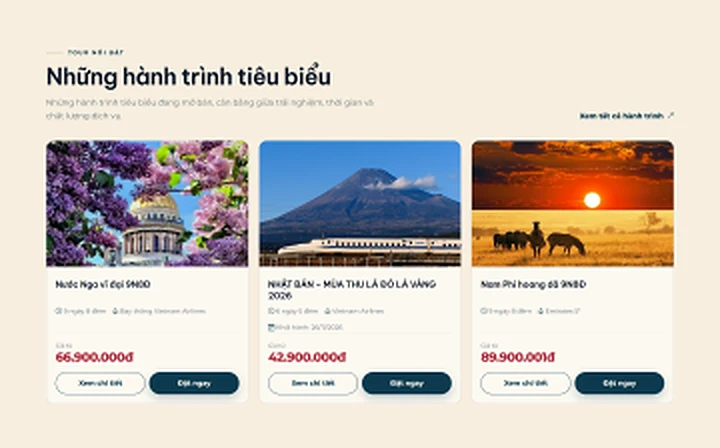 TOUR NỔI BẬT
Những hành trình tiêu biểu
Những hành trình tiêu biểu đang mở bán, cân bằng giữa trải nghiệm, thời gian và
chất lượng dịch vụ.
Xem tất cả hành trình ↗
Nước Nga vĩ đại 9N8Đ
9 ngày 8 đêm Bay thẳng Vietnam Airlines
Giá từ
66.900.000đ
Xem chi tiết Đặt ngay
NHẬT BẢN – MÙA THU LÁ ĐỎ LÁ VÀNG
2026
6 ngày 5 đêm Vietnam Airlines
Khởi hành:
Giá từ
42.900.000đ
Xem chi tiết Đặt ngay
Nam Phi hoang dã 9N8Đ
9 ngày 8 đêm Emirates 5*
Giá từ
89.900.001đ
Xem chi tiết Đặt ngay